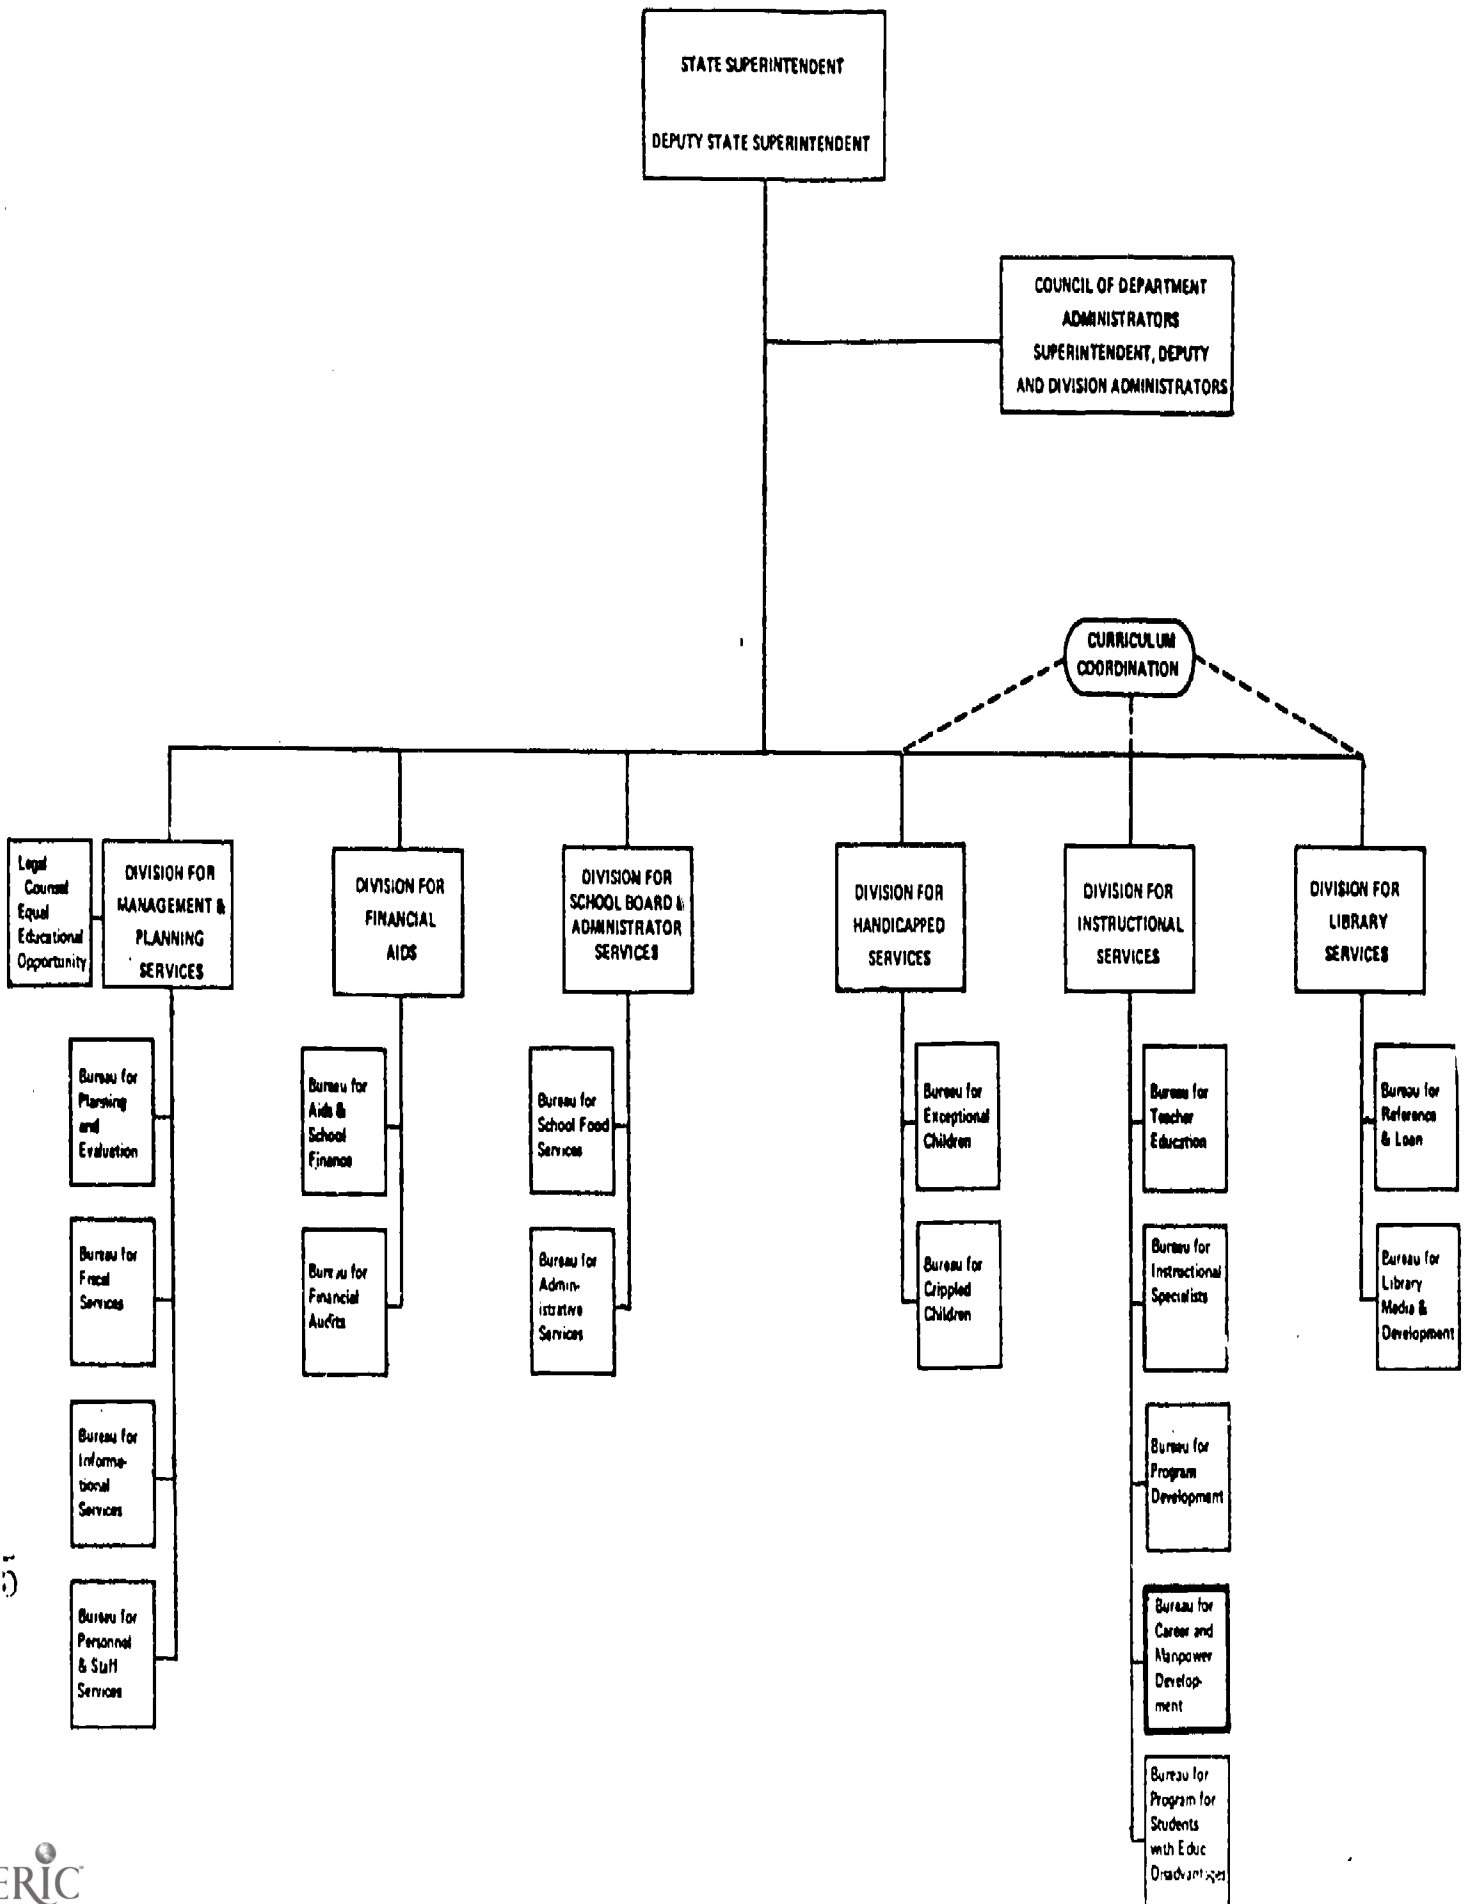 STATE SUPERINTENDENT
DEPUTY STATE SUPERINTENDENT
COUNCIL OF DEPARTMENT
ADMINISTRATORS
SUPERINTENDENT, DEPUTY
AND DIVISION ADMINISTRATORS
CURRICULUM
COORDINATION
Legal
Counsel
Equal
Educational
Opportunity
DIVISION FOR
MANAGEMENT &
PLANNING
SERVICES
DIVISION FOR
FINANCIAL
AIDS
DIVISION FOR
SCHOOL BOARD &
ADMINISTRATOR
SERVICES
DIVISION FOR
HANDICAPPED
SERVICES
DIVISION FOR
INSTRUCTIONAL
SERVICES
DIVISION FOR
LIBRARY
SERVICES
Bureau for
Planning
and
Evaluation
Bureau for
Fiscal
Services
Bureau for
Informa-
tional
Services
Bureau for
Personnel
& Staff
Services
Bureau for
Aids &
School
Finance
Bureau for
Financial
Audits
Bureau for
School Food
Services
Bureau for
Admin-
istrative
Services
Bureau for
Exceptional
Children
Bureau for
Crippled
Children
Bureau for
Teacher
Education
Bureau for
Instructional
Specialists
Bureau for
Program
Development
Bureau for
Career and
Manpower
Develop-
ment
Bureau for
Program for
Students
with Educ
Disadvantages
Bureau for
Reference
& Loan
Bureau for
Library
Media &
Development
ERIC